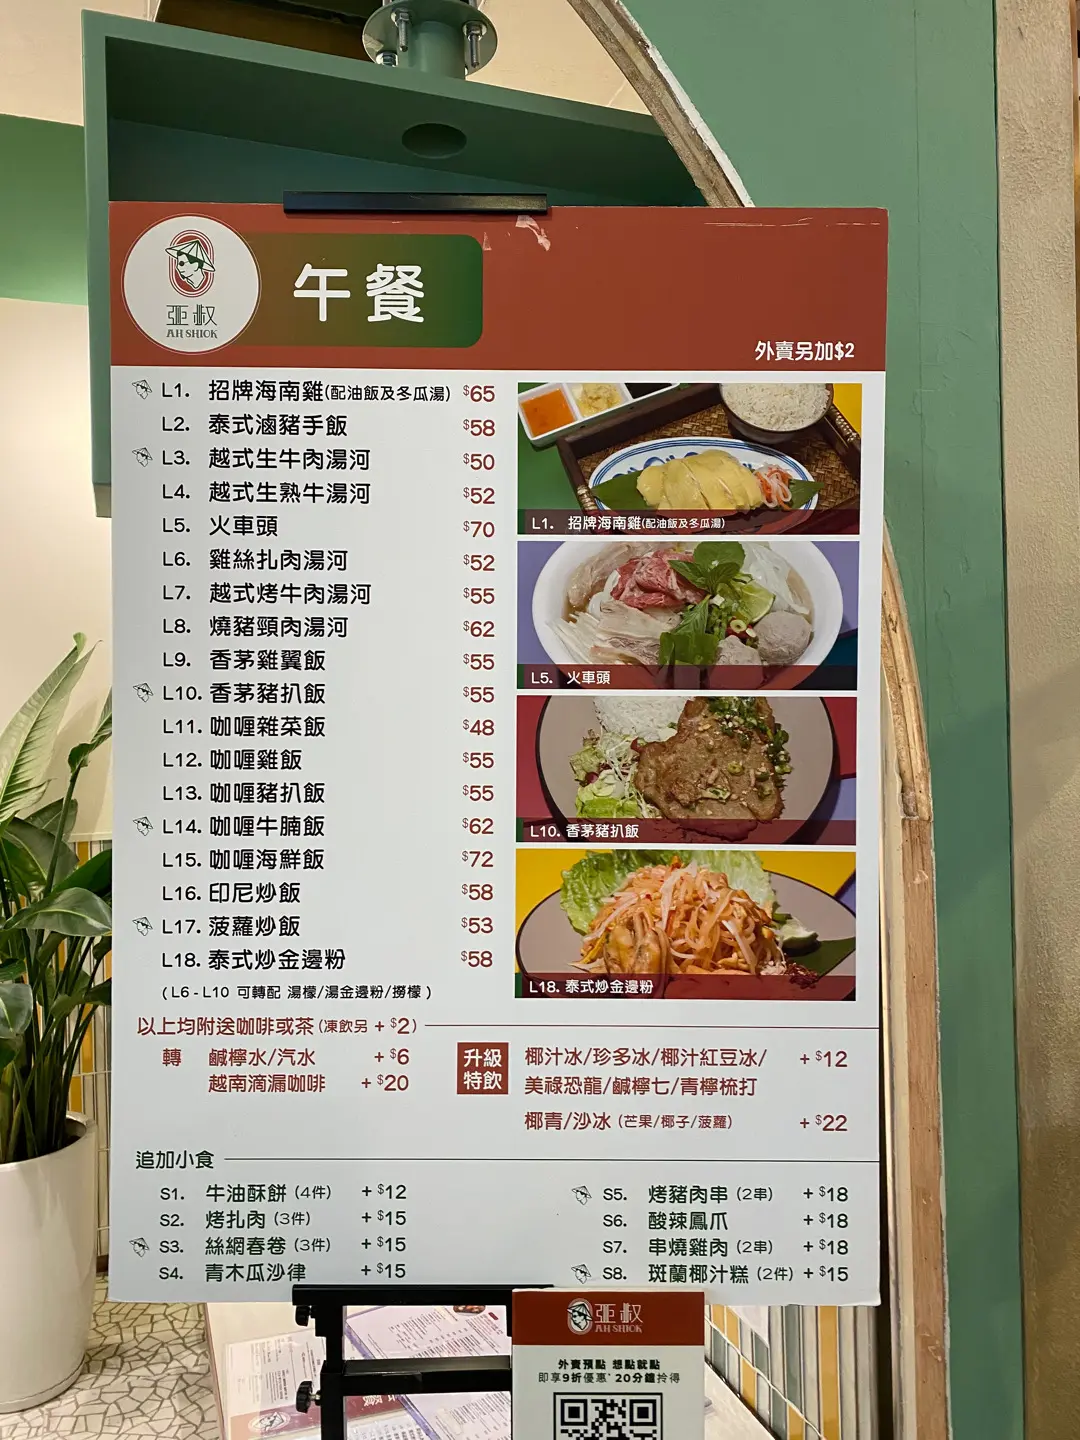 亞叔
AH SHIOK
午餐
外賣另加$2
L1. 招牌海南雞(配油飯及冬瓜湯) $65
L2. 泰式滷豬手飯 $58
L3. 越式生牛肉湯河 $50
L4. 越式生熟牛湯河 $52
L5. 火車頭 $70
L6. 雞絲扎肉湯河 $52
L7. 越式烤牛肉湯河 $55
L8. 燒豬頸肉湯河 $62
L9. 香茅雞翼飯 $55
L10. 香茅豬扒飯 $55
L11. 咖喱雜菜飯 $48
L12. 咖喱雞飯 $55
L13. 咖喱豬扒飯 $55
L14. 咖喱牛腩飯 $62
L15. 咖喱海鮮飯 $72
L16. 印尼炒飯 $58
L17. 菠蘿炒飯 $53
L18. 泰式炒金邊粉 $58
(L6 - L10 可轉配 湯檬/湯金邊粉/撈檬)
L1. 招牌海南雞(配油飯及冬瓜湯)
L5. 火車頭
L10. 香茅豬扒飯
L18. 泰式炒金邊粉
以上均附送咖啡或茶(凍飲另 + $2)
轉 鹹檸水/汽水 + $6
越南滴漏咖啡 + $20
升級
特飲
椰汁冰/珍多冰/椰汁紅豆冰/ + $12
美祿恐龍/鹹檸七/青檸梳打
椰青/沙冰 (芒果/椰子/菠蘿) + $22
追加小食
S1. 牛油酥餅 (4件) + $12
S2. 烤扎肉 (3件) + $15
S3. 絲網春卷 (3件) + $15
S4. 青木瓜沙律 + $15
S5. 烤豬肉串 (2串) + $18
S6. 酸辣鳳爪 + $18
S7. 串燒雞肉 (2串) + $18
S8. 斑蘭椰汁糕 (2件) + $15
亞叔
AH SHIOK
外賣預點 想點就點
即享9折優惠* 20分鐘拎得